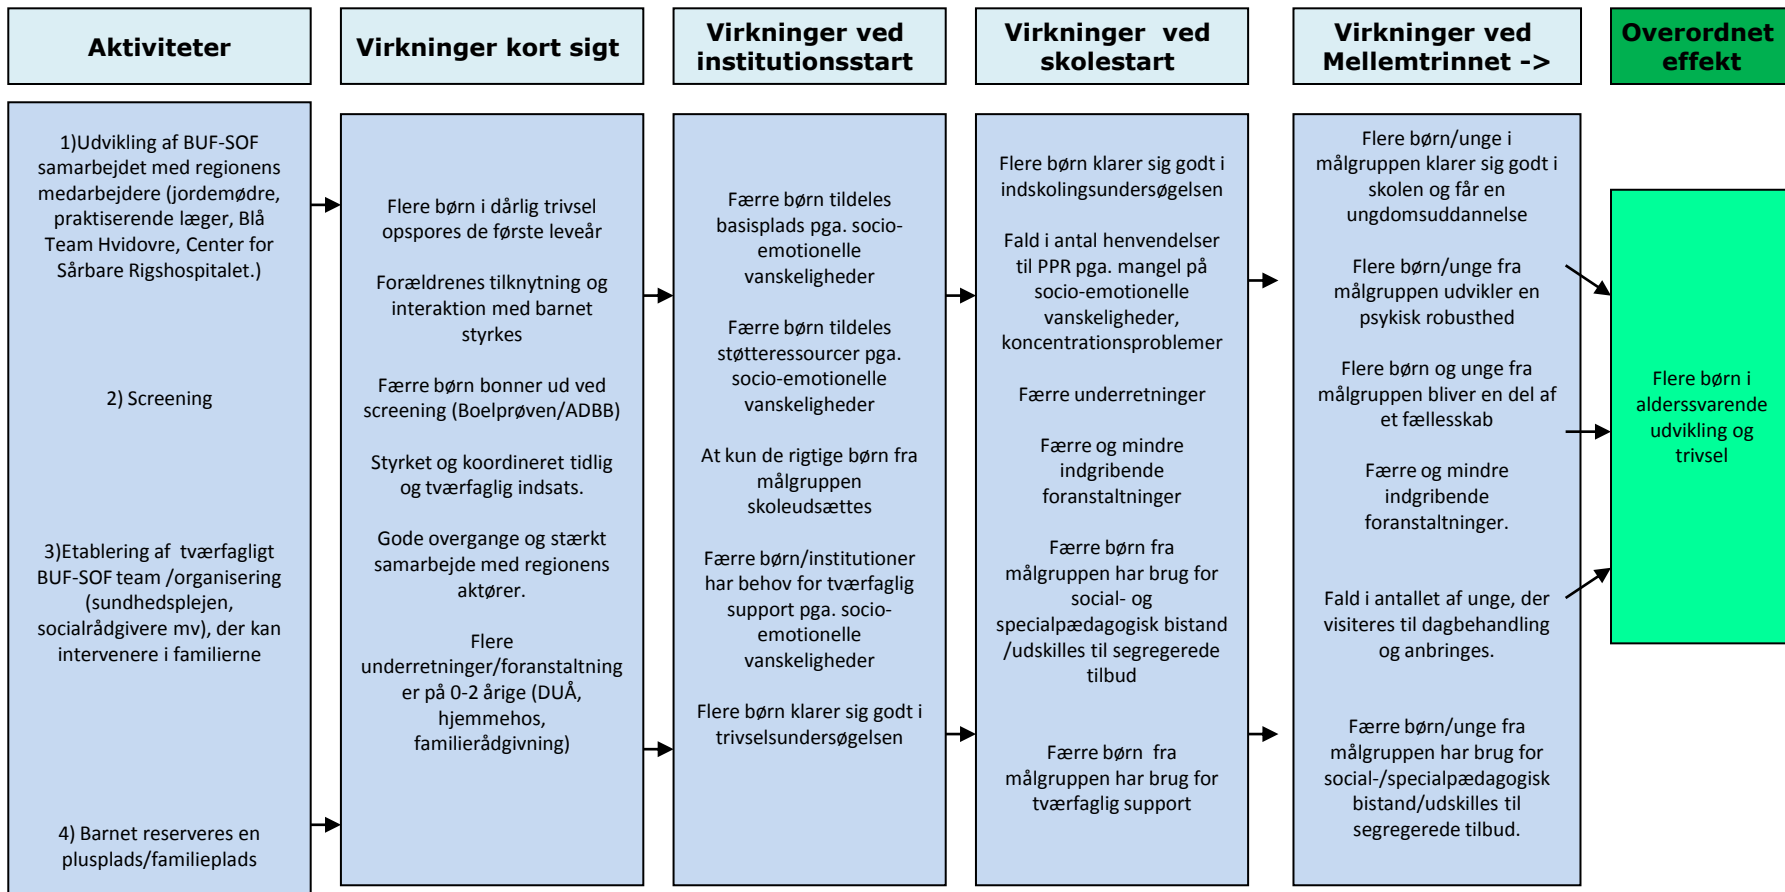 Aktiviteter
Virkninger kort sigt
Virkninger ved
institutionsstart
Virkninger ved
skolestart
Virkninger ved
Mellemtrinnet ->
Overordnet
effekt
1)Udvikling af BUF-SOF
samarbejdet med regionens
medarbejdere (jordemødre,
praktiserende læger, Blå
Team Hvidovre, Center for
Sårbare Rigshospitalet.)
2) Screening
3)Etablering af tværfagligt
BUF-SOF team /organisering
(sundhedsplejen,
socialrådgivere mv), der kan
intervenere i familierne
4) Barnet reserveres en
plusplads/familieplads
Flere børn i dårlig trivsel
opspores de første leveår
Forældrenes tilknytning og
interaktion med barnet
styrkes
Færre børn bonner ud ved
screening (Boelprøven/ADBB)
Styrket og koordineret tidlig
og tværfaglig indsats.
Gode overgange og stærkt
samarbejde med regionens
aktører.
Flere
underretninger/foranstaltning
er på 0-2 årige (DUÅ,
hjemmehos,
familierådgivning)
Færre børn tildeles
basisplads pga. socio-
emotionelle
vanskeligheder
Færre børn tildeles
støtteressourcer pga.
socio-emotionelle
vanskeligheder
At kun de rigtige børn fra
målgruppen
skoleudsættes
Færre børn/institutioner
har behov for tværfaglig
support pga. socio-
emotionelle
vanskeligheder
Flere børn klarer sig godt i
trivselsundersøgelsen
Flere børn klarer sig godt i
indskolingsundersøgelsen
Fald i antal henvendelser
til PPR pga. mangel på
socio-emotionelle
vanskeligheder,
koncentrationsproblemer
Færre underretninger
Færre og mindre
indgribende
foranstaltninger
Færre børn fra
målgruppen har brug for
social- og
specialpædagogisk bistand
/udskilles til segregerede
tilbud
Færre børn fra
målgruppen har brug for
tværfaglig support
Flere børn/unge i
målgruppen klarer sig godt i
skolen og får en
ungdomsuddannelse
Flere børn/unge fra
målgruppen udvikler en
psykisk robusthed
Flere børn og unge fra
målgruppen bliver en del af
et fællesskab
Færre og mindre
indgribende
foranstaltninger.
Fald i antallet af unge, der
visiteres til dagbehandling
og anbringes.
Færre børn/unge fra
målgruppen har brug for
social-/specialpædagogisk
bistand/udskilles til
segregerede tilbud.
Flere børn i
alderssvarende
udvikling og
trivsel